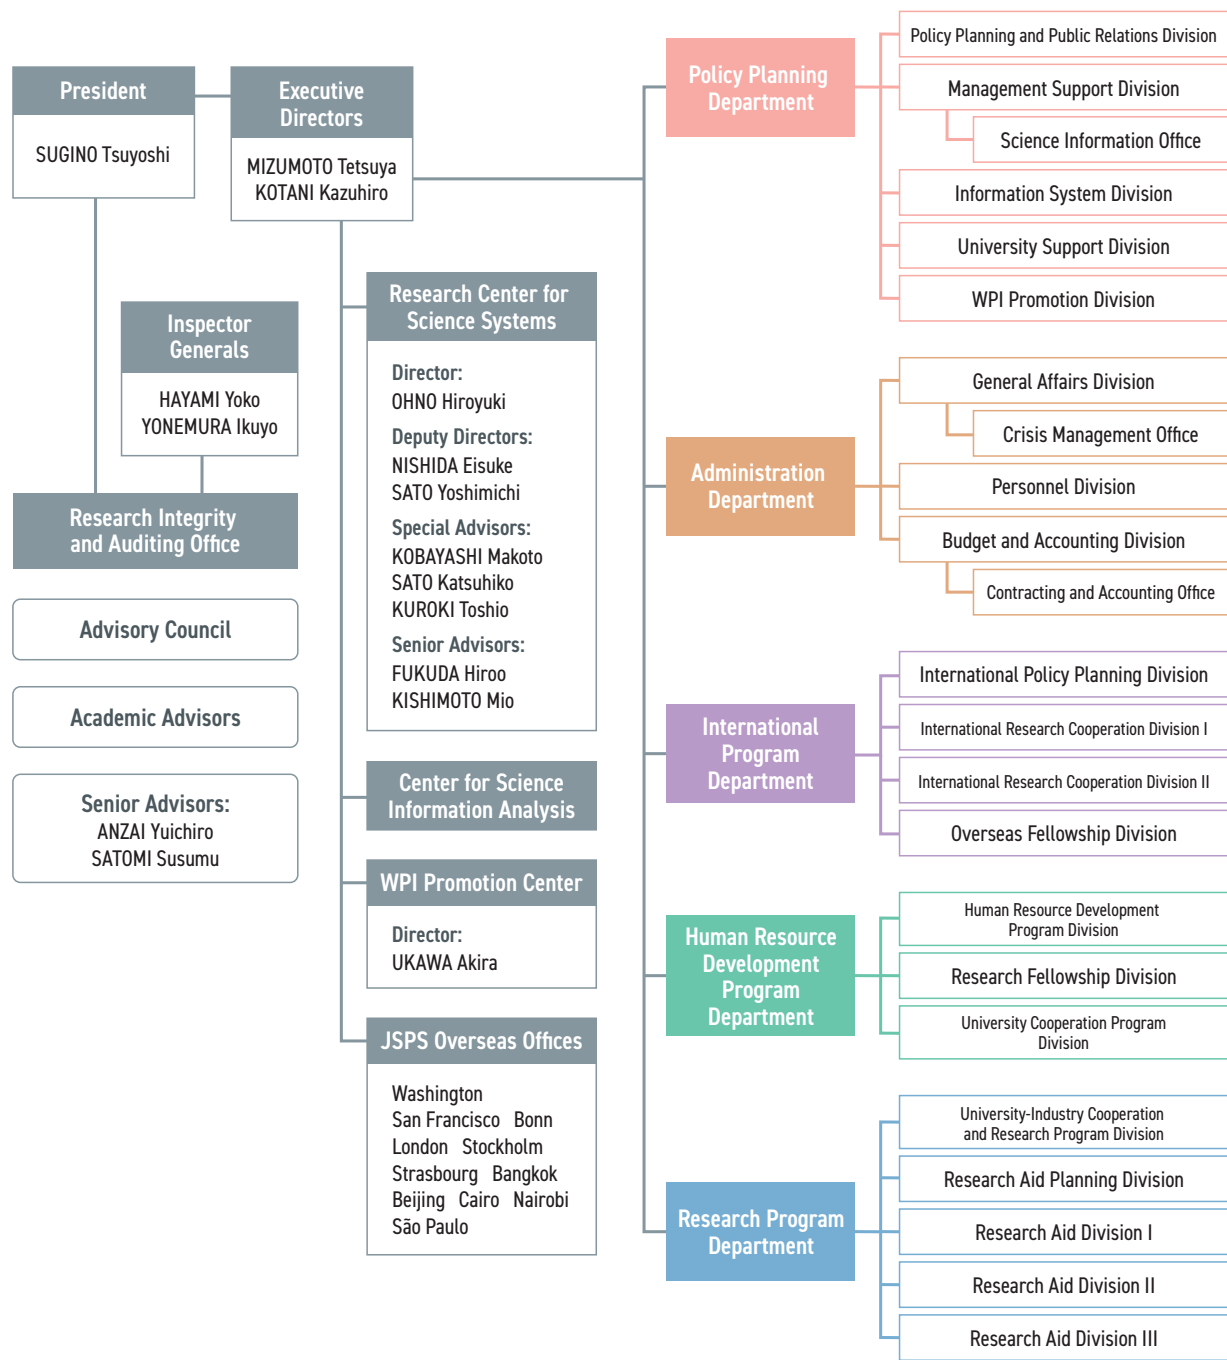 President
SUGINO Tsuyoshi
Executive
Directors
MIZUMOTO Tetsuya
KOTANI Kazuhiro
Inspector
Generals
HAYAMI Yoko
YONEMURA Ikuyo
Research Integrity
and Auditing Office
Advisory Council
Academic Advisors
Senior Advisors:
ANZAI Yuichiro
SATOMI Susumu
Research Center for
Science Systems
Director:
OHNO Hiroyuki
Deputy Directors:
NISHIDA Eisuke
SATO Yoshimichi
Special Advisors:
KOBAYASHI Makoto
SATO Katsuhiko
KUROKI Toshio
Senior Advisors:
FUKUDA Hiroo
KISHIMOTO Mio
Center for Science
Information Analysis
WPI Promotion Center
Director:
UKAWA Akira
JSPS Overseas Offices
Washington
San Francisco Bonn
London Stockholm
Strasbourg Bangkok
Beijing Cairo Nairobi
São Paulo
Policy Planning
Department
Policy Planning and Public Relations Division
Management Support Division
Science Information Office
Information System Division
University Support Division
WPI Promotion Division
Administration
Department
General Affairs Division
Crisis Management Office
Personnel Division
Budget and Accounting Division
Contracting and Accounting Office
International
Program
Department
International Policy Planning Division
International Research Cooperation Division I
International Research Cooperation Division II
Overseas Fellowship Division
Human Resource
Development
Program
Department
Human Resource Development
Program Division
Research Fellowship Division
University Cooperation Program
Division
Research Program
Department
University-Industry Cooperation
and Research Program Division
Research Aid Planning Division
Research Aid Division I
Research Aid Division II
Research Aid Division III